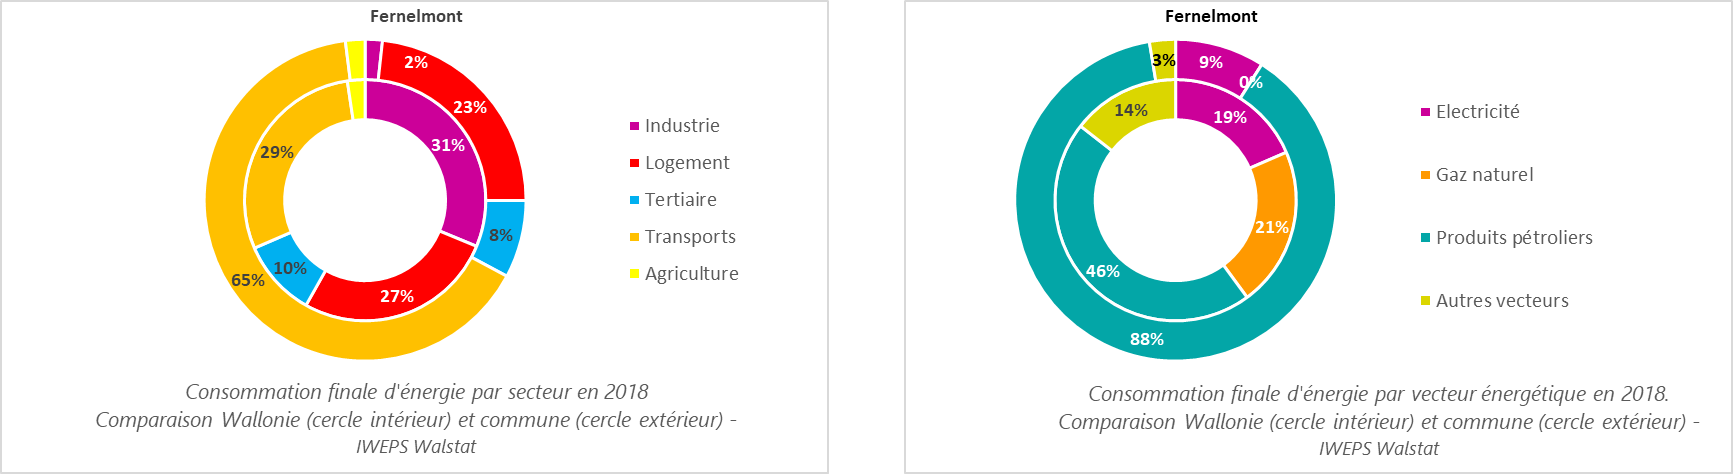 Fernelmont
2%
23%
31%
29%
8%
10%
65%
27%
Industrie
Logement
Tertiaire
Transports
Agriculture
Consommation finale d'énergie par secteur en 2018
Comparaison Wallonie (cercle intérieur) et commune (cercle extérieur) -
IWEPS Walstat
Fernelmont
3%
9%
0%
14%
19%
21%
46%
88%
Electricité
Gaz naturel
Produits pétroliers
Autres vecteurs
Consommation finale d'énergie par vecteur énergétique en 2018.
Comparaison Wallonie (cercle intérieur) et commune (cercle extérieur) -
IWEPS Walstat